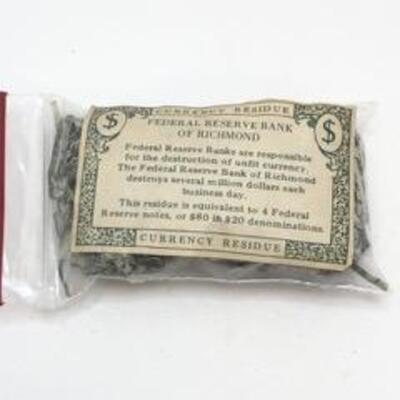 CURRENCY RESIDUE
$ $
FEDERAL RESERVE BANK
OF RICHMOND
Federal Reserve Banks are responsible
for the destruction of unfit currency.
The Federal Reserve Bank of Richmond
destroys several million dollars each
business day.
This residue is equivalent to 4 Federal
Reserve notes, or $80 in $20 denominations.
CURRENCY RESIDUE